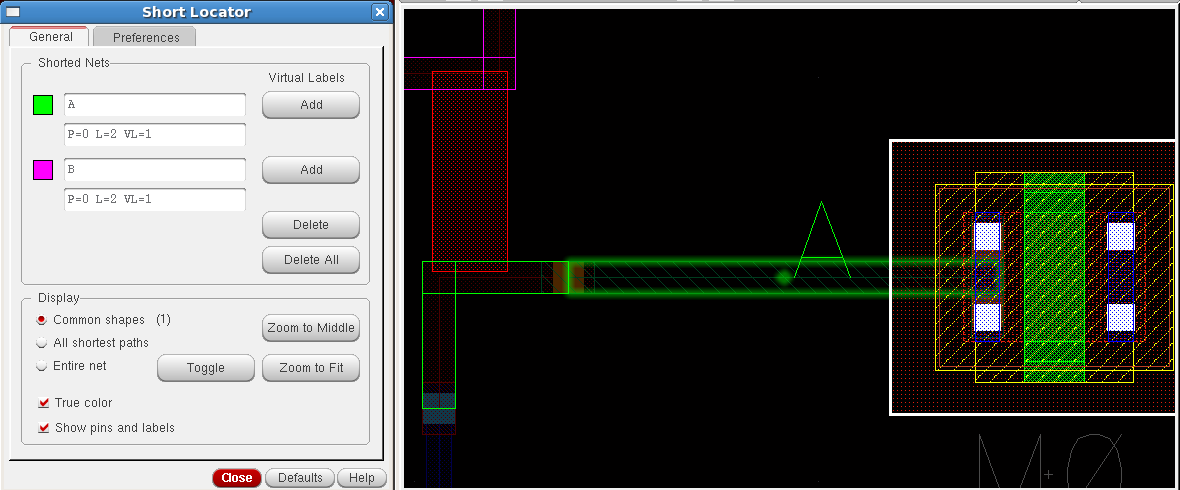 Short Locator
General
Preferences
Shorted Nets
Virtual Labels
A
Add
P=0 L=2 VL=1
B
Add
P=0 L=2 VL=1
Delete
Delete All
Display
Common shapes (1)
Zoom to Middle
All shortest paths
Entire net
Toggle
Zoom to Fit
True color
Show pins and labels
Close
Defaults
Help
A
M0